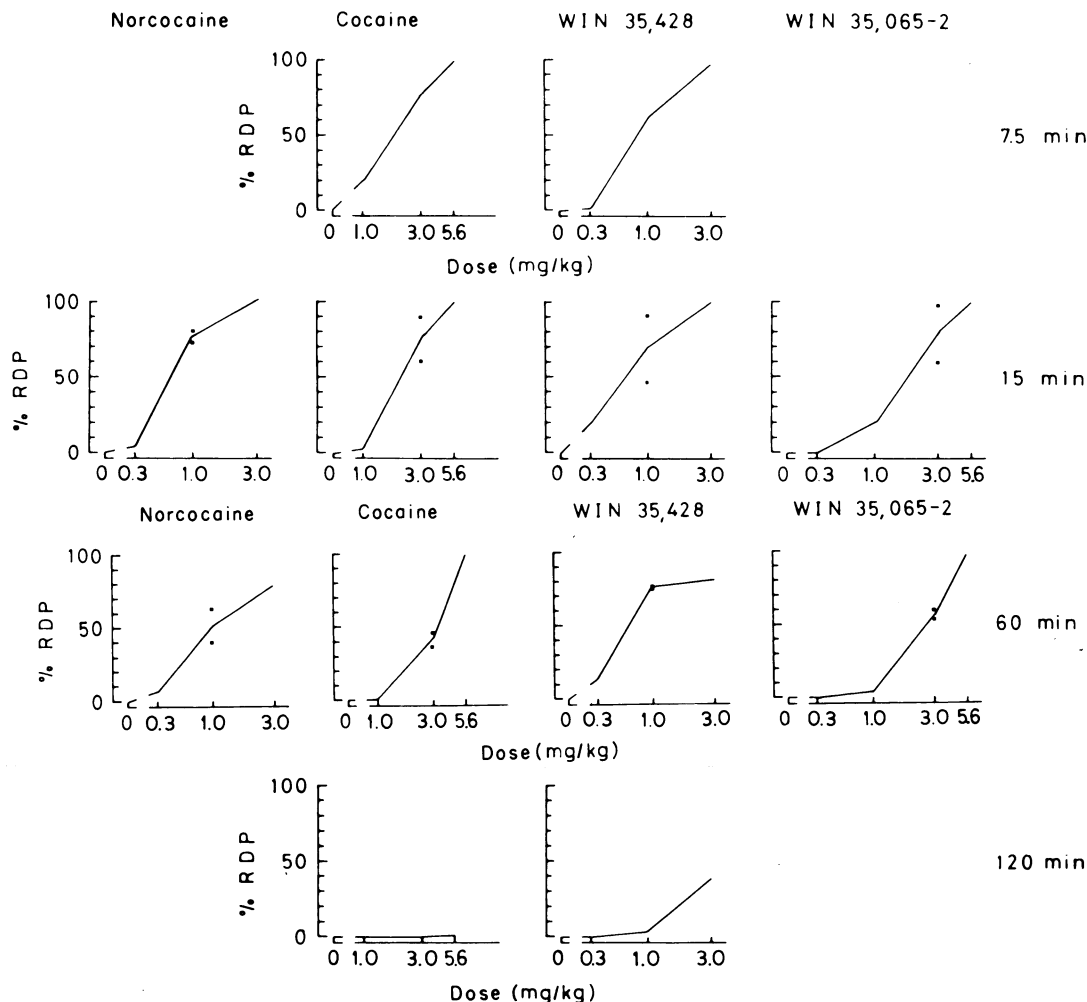 Norcocaine Cocaine WIN 35,428 WIN 35,065-2
100
50
0
% RDP
0 1.0 3.0 5.6
0 0.3 1.0 3.0
7.5 min
Dose (mg/kg)
100
50
0
% RDP
0 0.3 1.0 3.0
0 1.0 3.0 5.6
0 0.3 1.0 3.0
0 0.3 1.0 3.0 5.6
15 min
Norcocaine Cocaine WIN 35,428 WIN 35,065-2
100
50
0
% RDP
0 0.3 1.0 3.0
0 1.0 3.0 5.6
0 0.3 1.0 3.0
0 0.3 1.0 3.0 5.6
60 min
Dose (mg/kg)
100
50
0
% RDP
0 1.0 3.0 5.6
0 0.3 1.0 3.0
120 min
Dose (mg/kg)